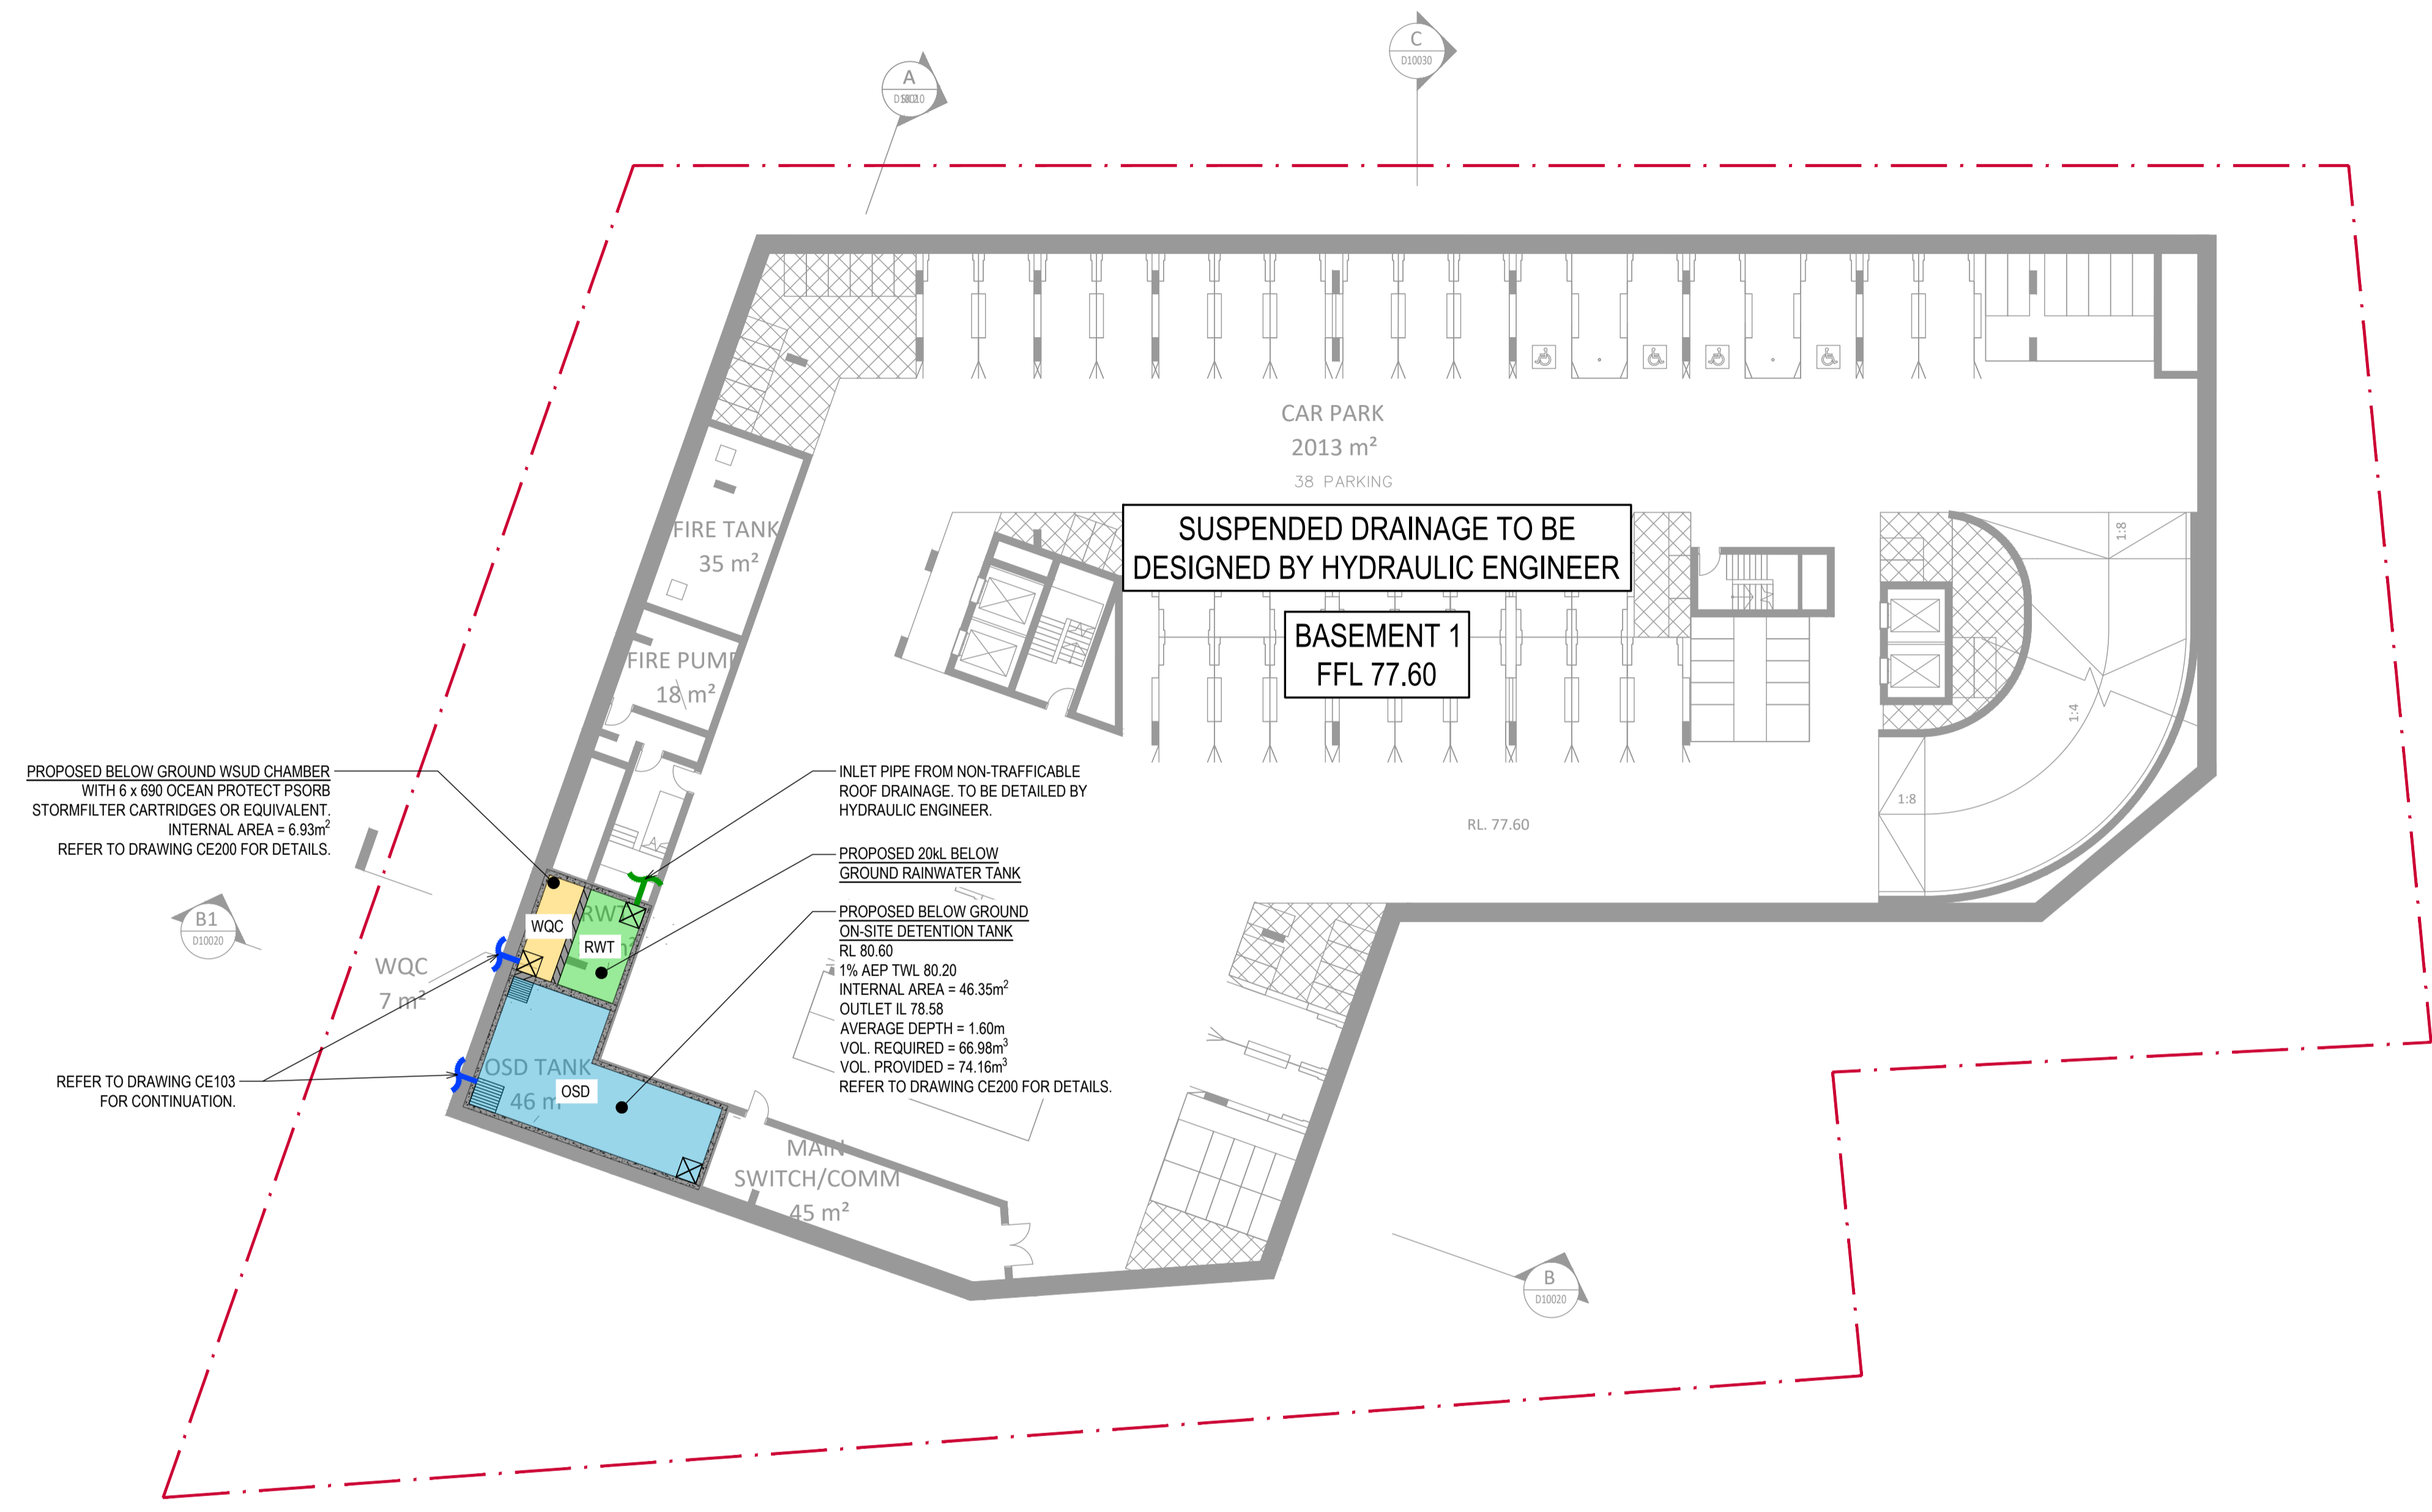 C
D10030
A
CAR PARK
2013 m²
38 PARKING
SUSPENDED DRAINAGE TO BE
DESIGNED BY HYDRAULIC ENGINEER
BASEMENT 1
FFL 77.60
1:8
1:4
1:8
RL. 77.60
FIRE TANK
35 m²
FIRE PUMP
18 m²
PROPOSED BELOW GROUND WSUD CHAMBER
WITH 6 x 690 OCEAN PROTECT PSORB
STORMFILTER CARTRIDGES OR EQUIVALENT.
INTERNAL AREA = 6.93m²
REFER TO DRAWING CE200 FOR DETAILS.
INLET PIPE FROM NON-TRAFFICABLE
ROOF DRAINAGE. TO BE DETAILED BY
HYDRAULIC ENGINEER.
PROPOSED 20kL BELOW
GROUND RAINWATER TANK
PROPOSED BELOW GROUND
ON-SITE DETENTION TANK
RL 80.60
1% AEP TWL 80.20
INTERNAL AREA = 46.35m²
OUTLET IL 78.58
AVERAGE DEPTH = 1.60m
VOL. REQUIRED = 66.98m³
VOL. PROVIDED = 74.16m³
REFER TO DRAWING CE200 FOR DETAILS.
B1
D10020
WQC
7 m²
WQC
RWT
RWT
REFER TO DRAWING CE103
FOR CONTINUATION.
OSD TANK
46 m
OSD
MAIN
SWITCH/COMM
45 m²
B
D10020